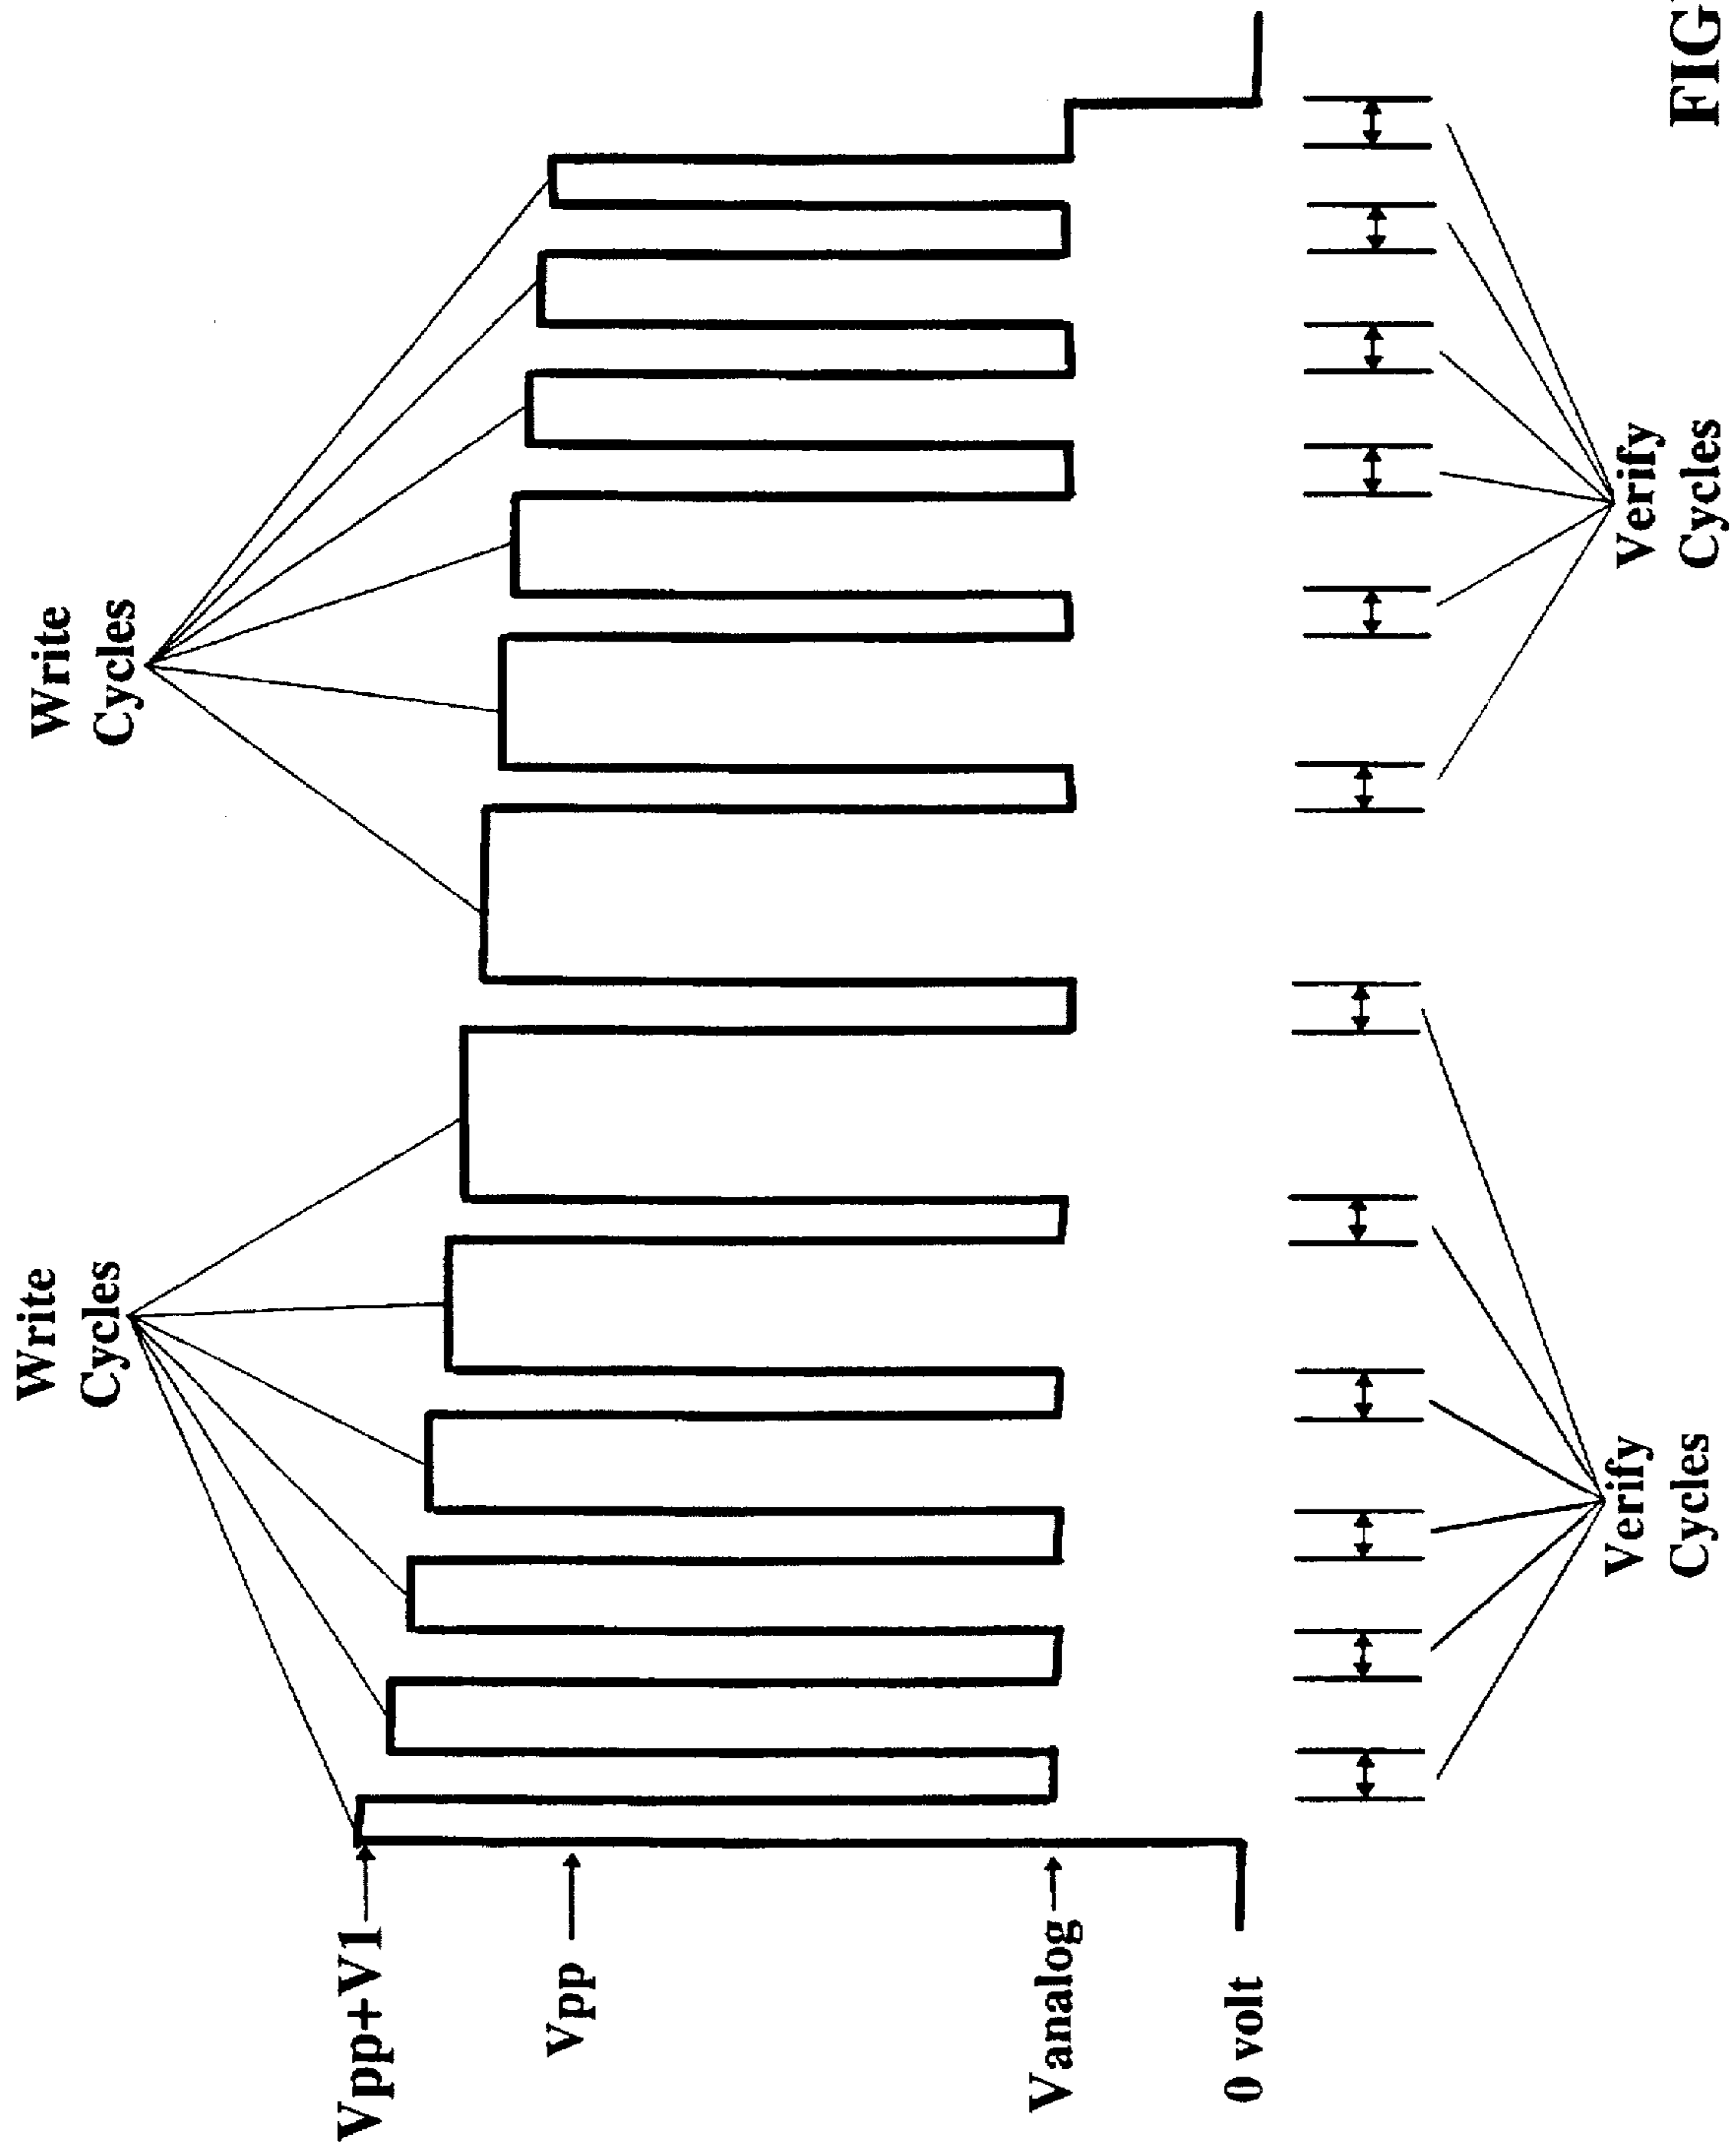 Write
Cycles
Write
Cycles
Vpp+V1
Vpp
Vanalog
0 volt
Verify
Cycles
Verify
Cycles
FIG